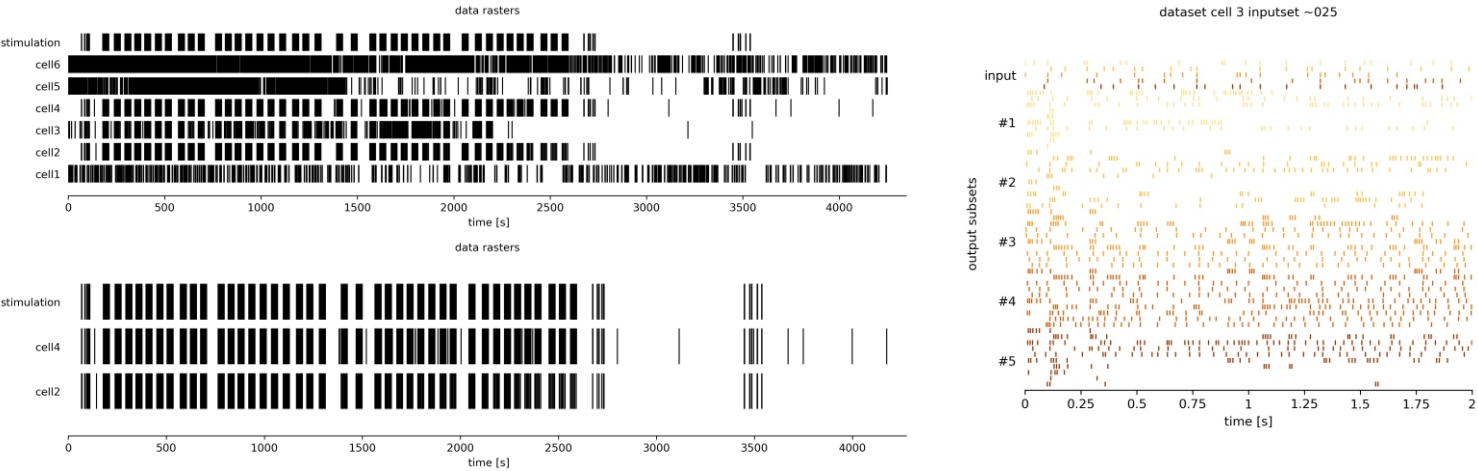 data rasters
stimulation
cell6
cell5
cell4
cell3
cell2
cell1
0 500 1000 1500 2000 2500 3000 3500 4000
time [s]
data rasters
stimulation
cell4
cell2
0 500 1000 1500 2000 2500 3000 3500 4000
time [s]
dataset cell 3 inputset ~025
input
output subsets
#1
#2
#3
#4
#5
0 0.25 0.5 0.75 1 1.25 1.5 1.75 2
time [s]